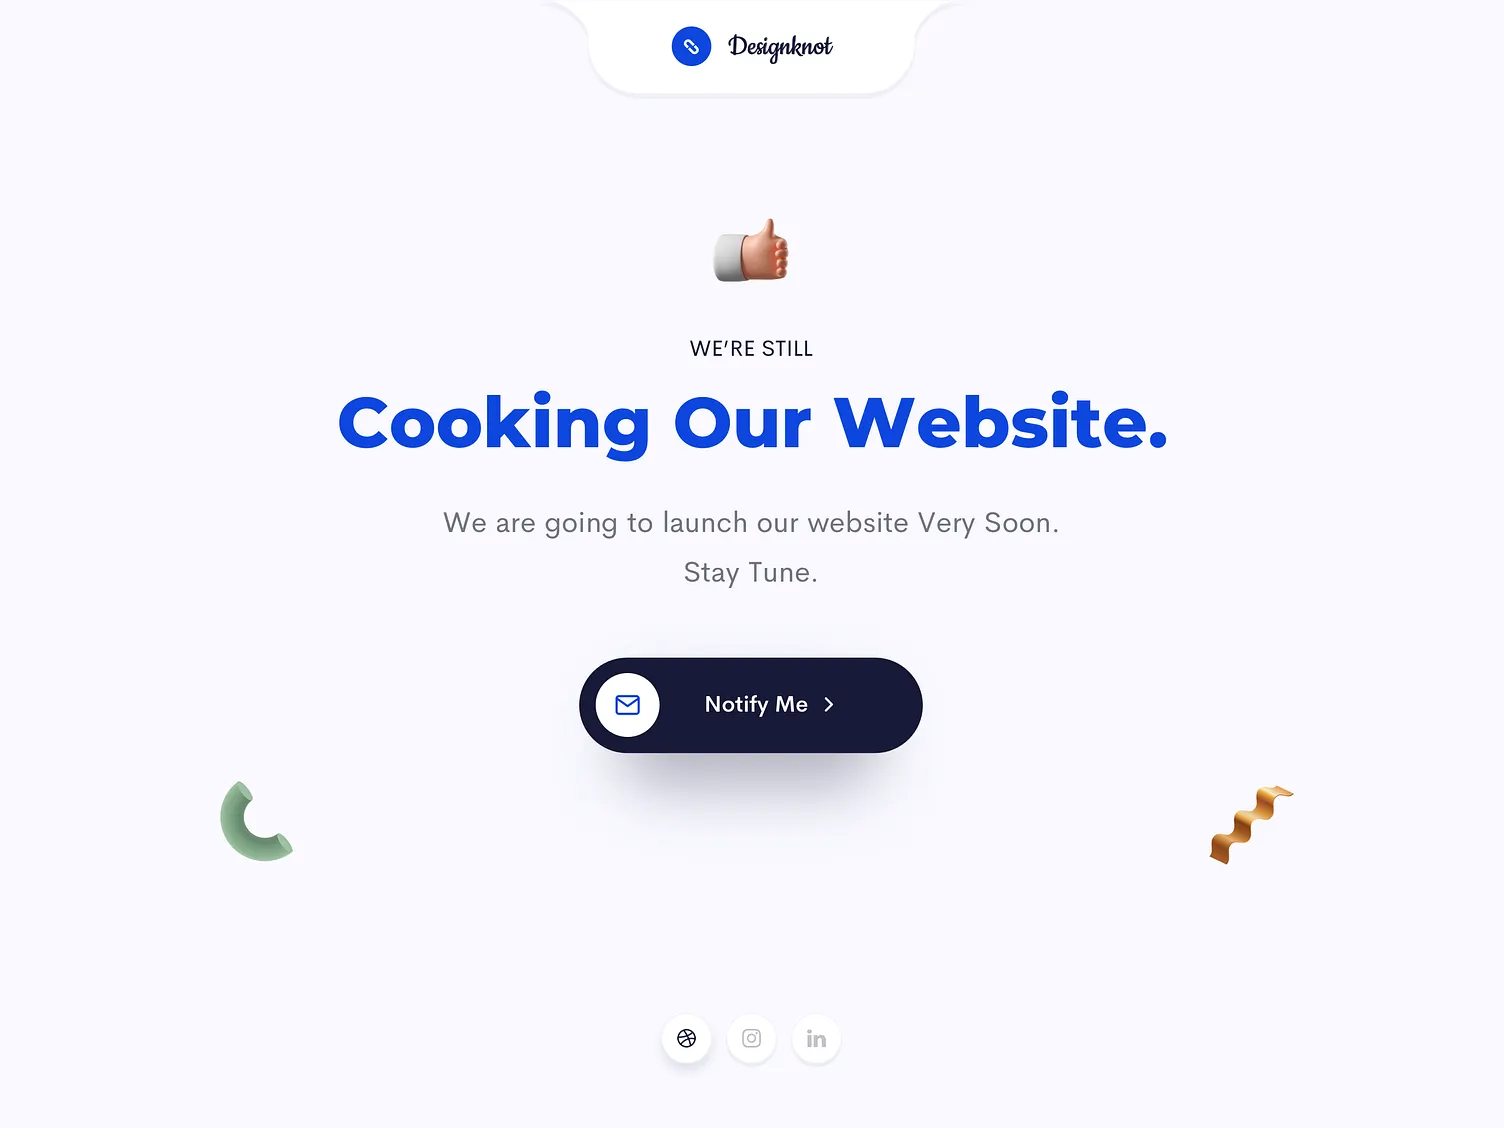 Designknot
WE'RE STILL
Cooking Our Website.
We are going to launch our website Very Soon.
Stay Tune.
Notify Me
in